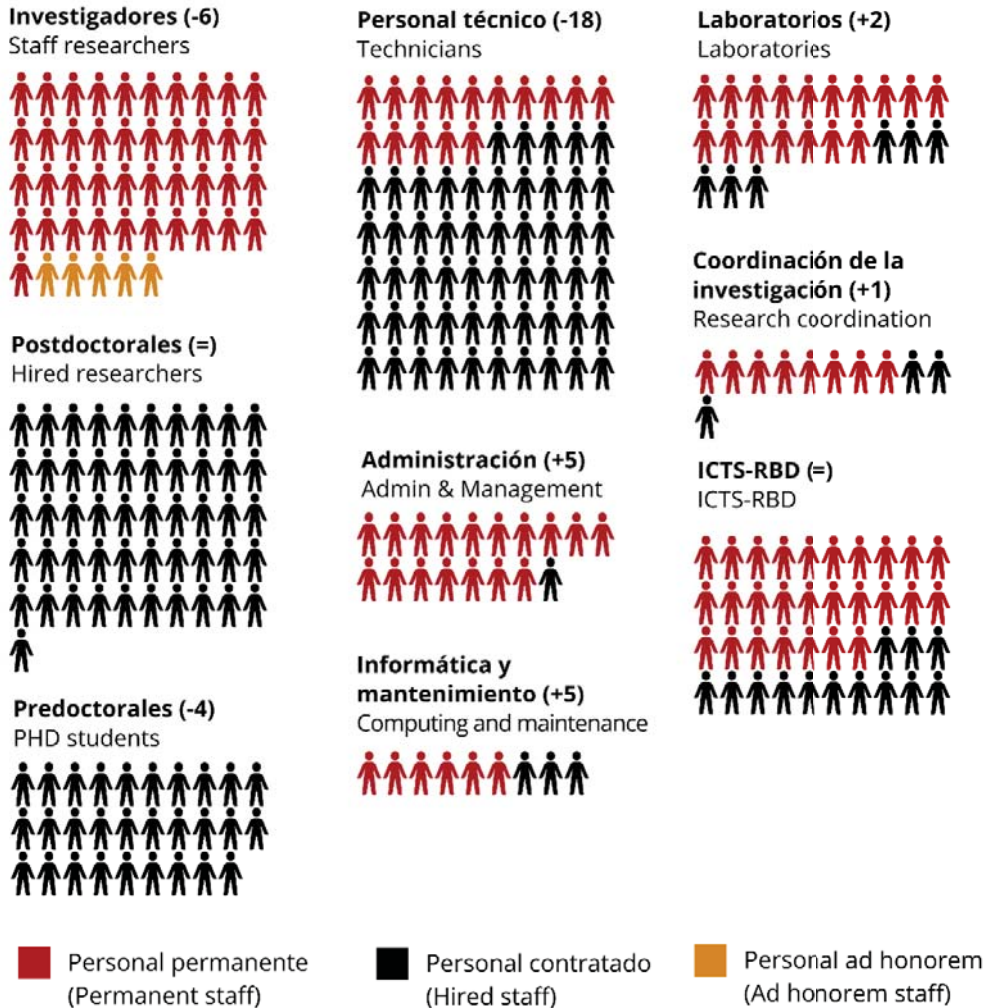 Investigadores (-6)
Staff researchers
Postdoctorales (=)
Hired researchers
Predoctorales (-4)
PHD students
Personal técnico (-18)
Technicians
Administración (+5)
Admin & Management
Informática y
mantenimiento (+5)
Computing and maintenance
Laboratorios (+2)
Laboratories
Coordinación de la
investigación (+1)
Research coordination
ICTS-RBD (=)
ICTS-RBD
Personal permanente
(Permanent staff)
Personal contratado
(Hired staff)
Personal ad honorem
(Ad honorem staff)